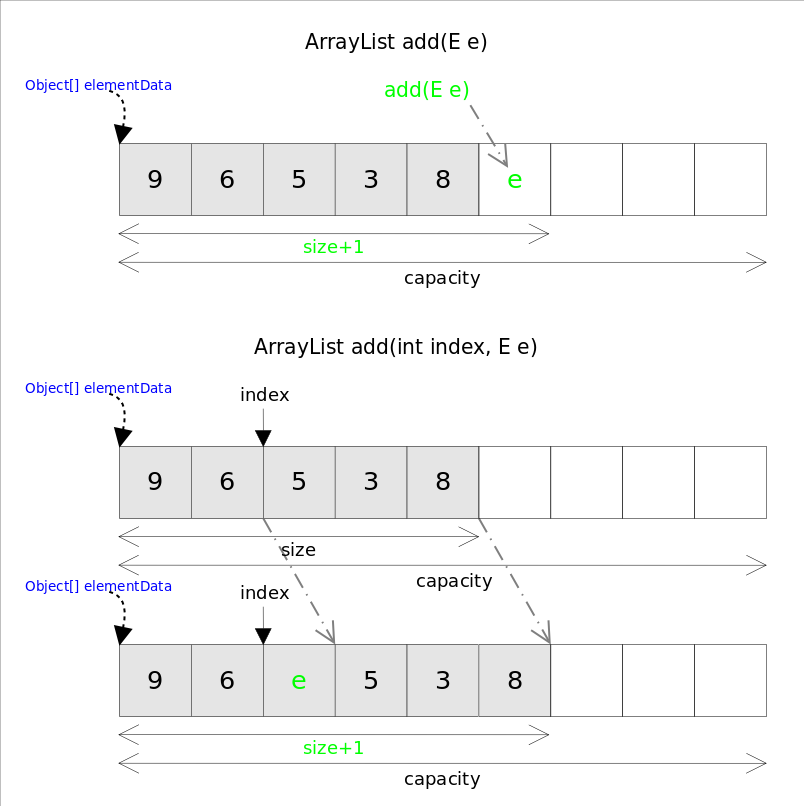 ArrayList add(E e)
Object[] elementData
add(E e)
9 6 5 3 8 e
size+1
capacity
ArrayList add(int index, E e)
Object[] elementData
index
9 6 5 3 8
size
capacity
Object[] elementData
index
9 6 e 5 3 8
size+1
capacity